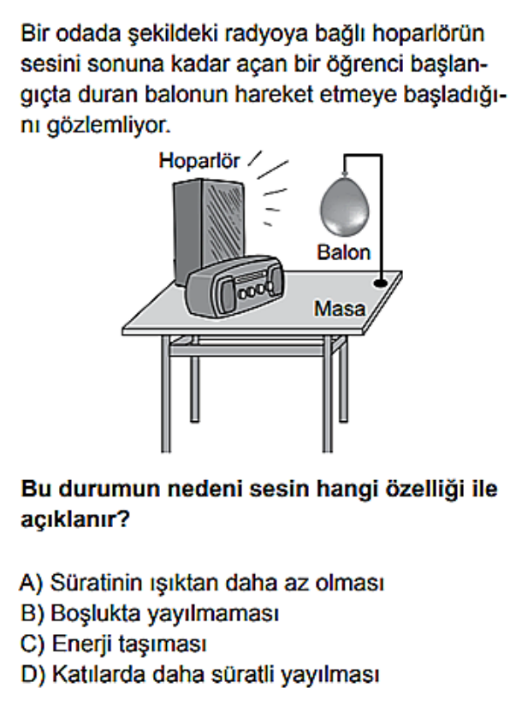 Bir odada şekildeki radyoya bağlı hoparlörün
sesini sonuna kadar açan bir öğrenci başlan-
gıçta duran balonun hareket etmeye başladığı-
nı gözlemliyor.
Hoparlör
Balon
Masa
Bu durumun nedeni sesin hangi özelliği ile
açıklanır?
A) Süratinin ışıktan daha az olması
B) Boşlukta yayılmaması
C) Enerji taşıması
D) Katılarda daha süratli yayılması